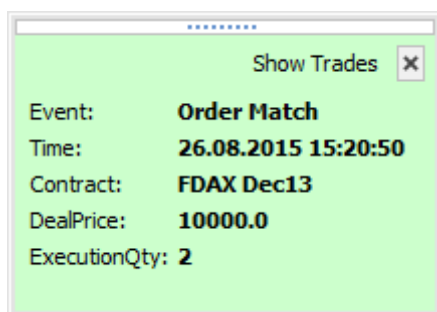 Show Trades
Event: Order Match
Time: 26.08.2015 15:20:50
Contract: FDAX Dec13
DealPrice: 10000.0
ExecutionQty: 2